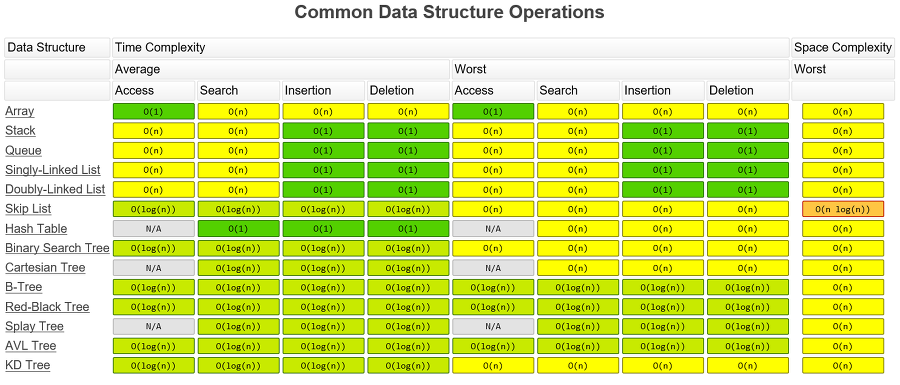 Common Data Structure Operations
Data Structure Time Complexity Space Complexity
Average Worst Worst
Access Search Insertion Deletion Access Search Insertion Deletion
Array O(1) O(n) O(n) O(n) O(1) O(n) O(n) O(n) O(n)
Stack O(n) O(n) O(1) O(1) O(n) O(n) O(1) O(1) O(n)
Queue O(n) O(n) O(1) O(1) O(n) O(n) O(1) O(1) O(n)
Singly-Linked List O(n) O(n) O(1) O(1) O(n) O(n) O(1) O(1) O(n)
Doubly-Linked List O(n) O(n) O(1) O(1) O(n) O(n) O(1) O(1) O(n)
Skip List O(log(n)) O(log(n)) O(log(n)) O(log(n)) O(n) O(n) O(n) O(n) O(n log(n))
Hash Table N/A O(1) O(1) O(1) N/A O(n) O(n) O(n) O(n)
Binary Search Tree O(log(n)) O(log(n)) O(log(n)) O(log(n)) O(n) O(n) O(n) O(n) O(n)
Cartesian Tree N/A O(log(n)) O(log(n)) O(log(n)) N/A O(n) O(n) O(n) O(n)
B-Tree O(log(n)) O(log(n)) O(log(n)) O(log(n)) O(log(n)) O(log(n)) O(log(n)) O(log(n)) O(n)
Red-Black Tree O(log(n)) O(log(n)) O(log(n)) O(log(n)) O(log(n)) O(log(n)) O(log(n)) O(log(n)) O(n)
Splay Tree N/A O(log(n)) O(log(n)) O(log(n)) N/A O(log(n)) O(log(n)) O(log(n)) O(n)
AVL Tree O(log(n)) O(log(n)) O(log(n)) O(log(n)) O(log(n)) O(log(n)) O(log(n)) O(log(n)) O(n)
KD Tree O(log(n)) O(log(n)) O(log(n)) O(log(n)) O(n) O(n) O(n) O(n) O(n)